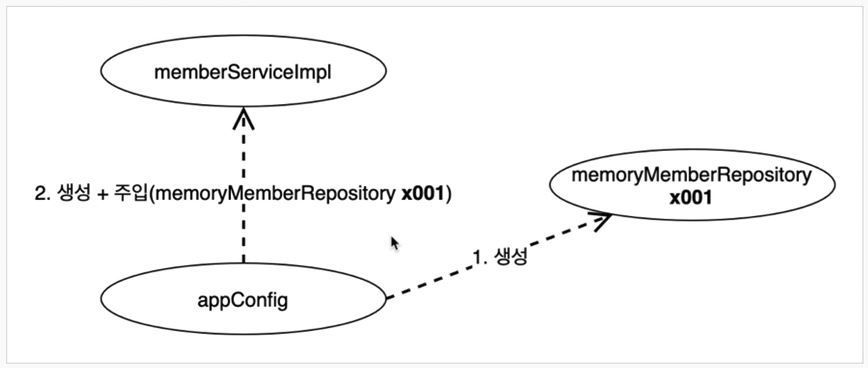 memberServiceImpl
2. 생성 + 주입(memoryMemberRepository x001)
memoryMemberRepository
x001
1. 생성
appConfig